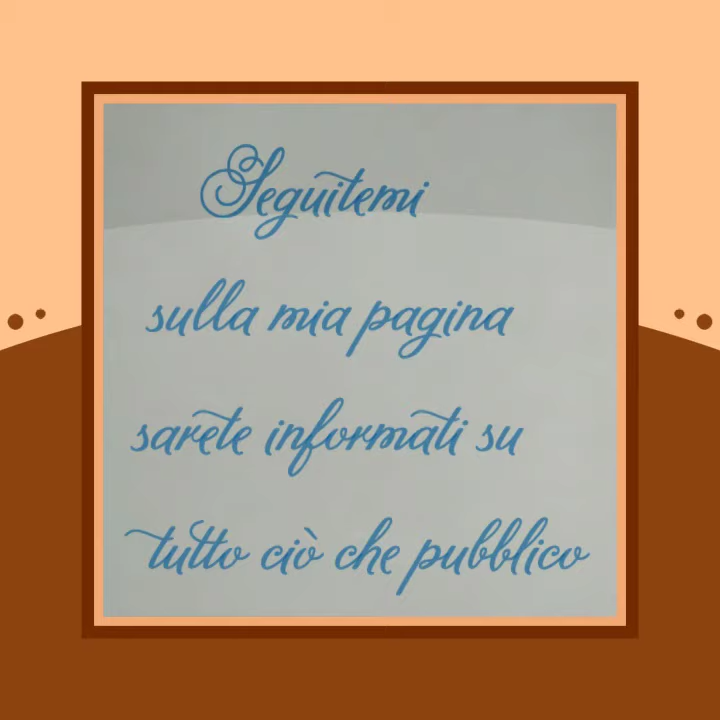 Seguitemi
sulla mia pagina
sarete informati su
tutto ciò che pubblico